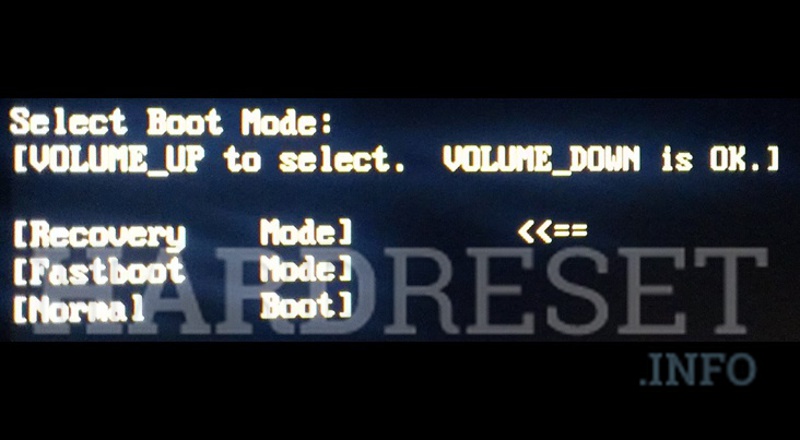 Select Boot Mode:
[VOLUME_UP to select.  VOLUME_DOWN is OK.]
[Recovery    Mode]         <<==
[Fastboot    Mode]
[Normal      Boot]
HARDRESET
.INFO